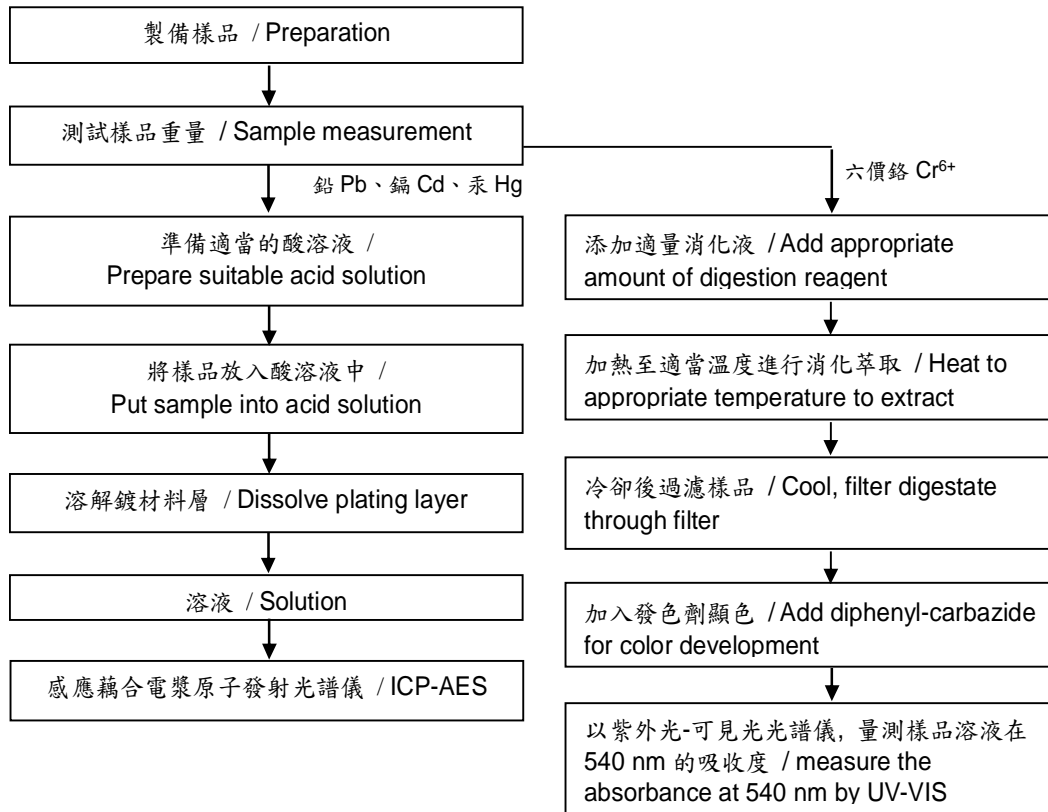 製備樣品 / Preparation
測試樣品重量 / Sample measurement
鉛 Pb、鎘 Cd、汞 Hg
準備適當的酸溶液 /
Prepare suitable acid solution
將樣品放入酸溶液中 /
Put sample into acid solution
溶解鍍材料層 / Dissolve plating layer
溶液 / Solution
感應藕合電漿原子發射光譜儀 / ICP-AES
六價鉻 Cr⁶⁺
添加適量消化液 / Add appropriate
amount of digestion reagent
加熱至適當溫度進行消化萃取 / Heat to
appropriate temperature to extract
冷卻後過濾樣品 / Cool, filter digestate
through filter
加入發色劑顯色 / Add diphenyl-carbazide
for color development
以紫外光-可見光光譜儀, 量測樣品溶液在
540 nm 的吸收度 / measure the
absorbance at 540 nm by UV-VIS